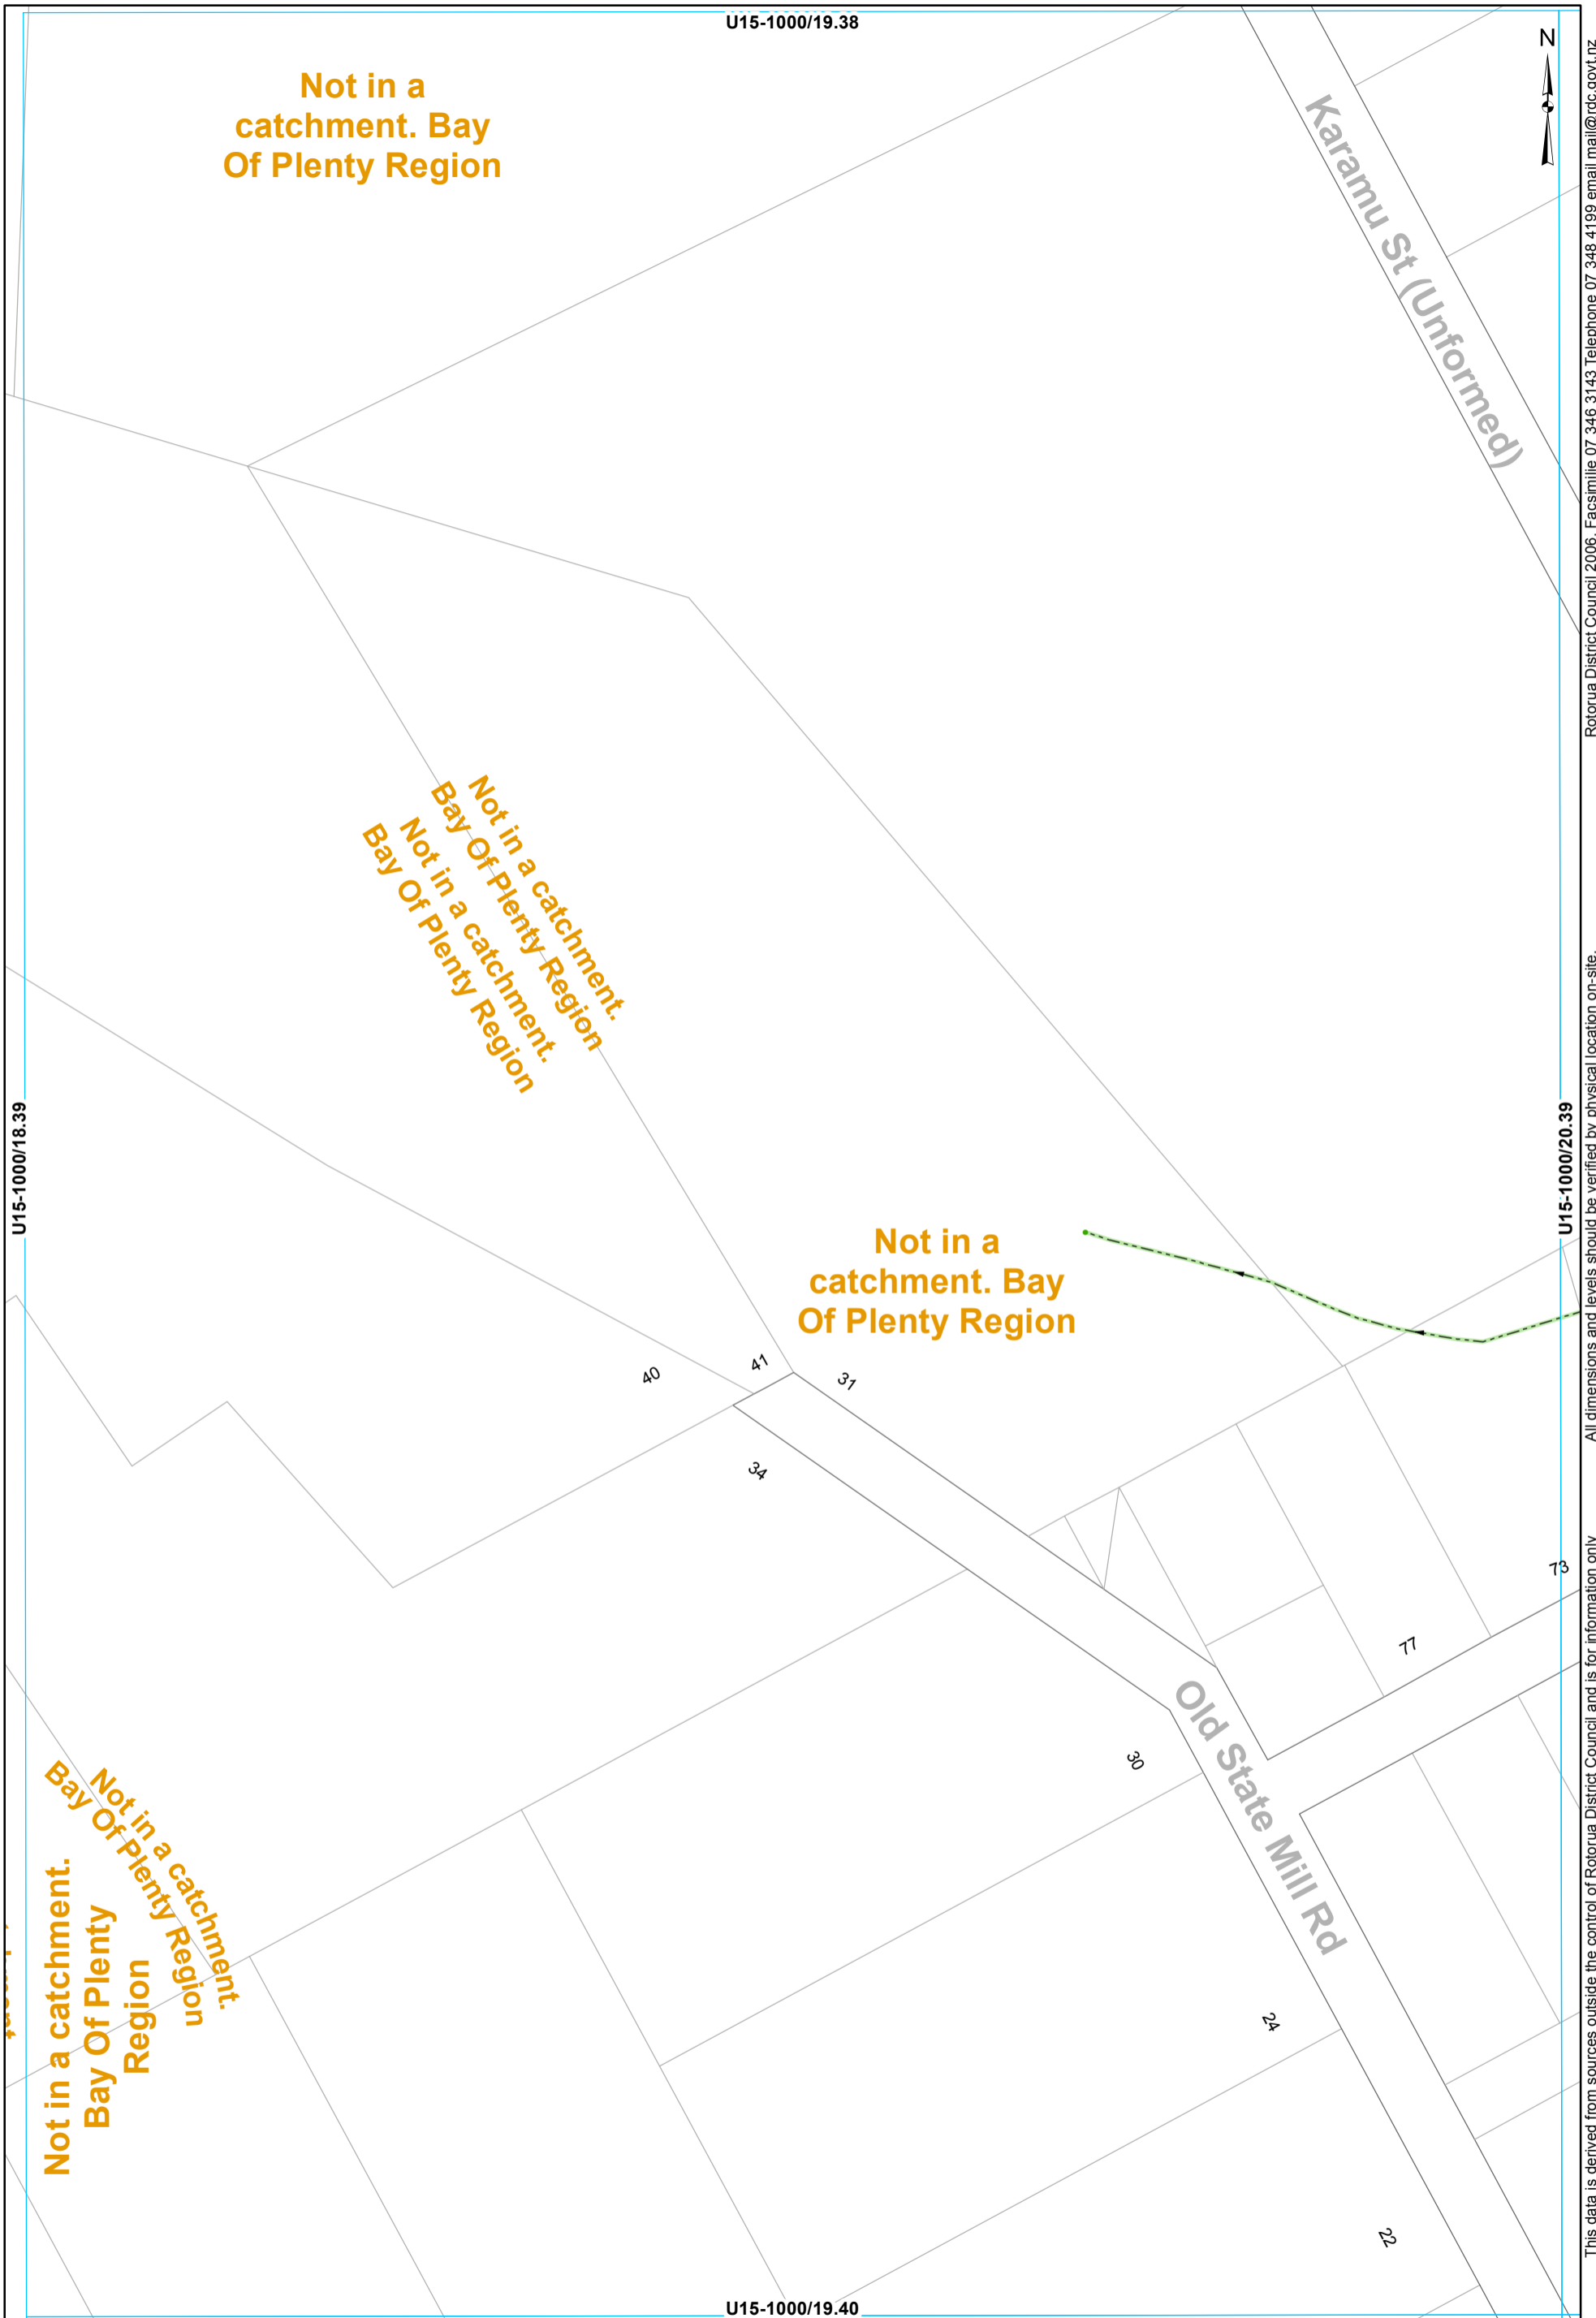 U15-1000/19.38
N
Not in a
catchment. Bay
Of Plenty Region
Karamu St (Unformed)
Rotorua District Council 2006. Facsimilie 07 346 3143 Telephone 07 348 4199 email mail@rdc.govt.nz
Not in a catchment.
Bay Of Plenty Region
Not in a catchment.
Bay Of Plenty Region
U15-1000/18.39
U15-1000/20.39
All dimensions and levels should be verified by physical location on-site.
Not in a
catchment. Bay
Of Plenty Region
40
41
31
34
73
77
30
Old State Mill Rd
This data is derived from sources outside the control of Rotorua District Council and is for information only
Not in a catchment.
Bay Of Plenty Region
Not in a catchment.
Bay Of Plenty
Region
24
22
U15-1000/19.40